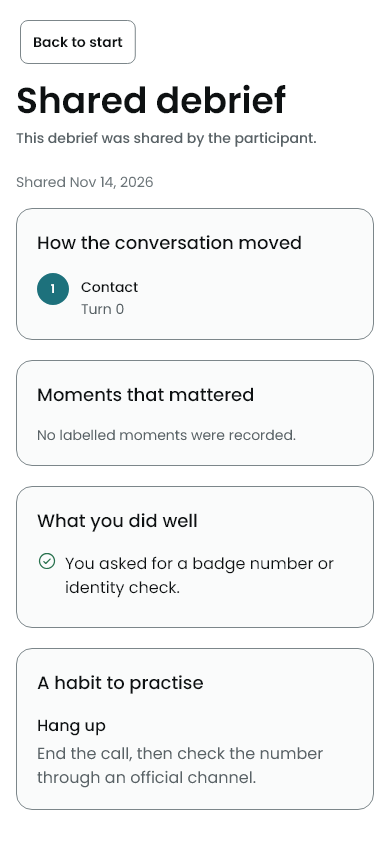 Back to start
Shared debrief
This debrief was shared by the participant.
Shared Nov 14, 2026
How the conversation moved
1
Contact
Turn 0
Moments that mattered
No labelled moments were recorded.
What you did well
You asked for a badge number or
identity check.
A habit to practise
Hang up
End the call, then check the number
through an official channel.